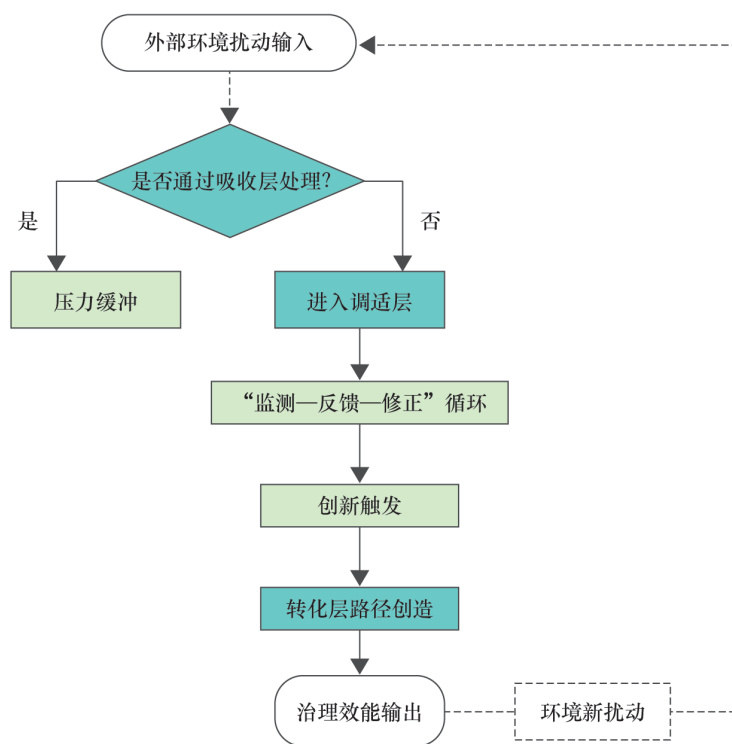 外部环境扰动输入
是否通过吸收层处理？
是
否
压力缓冲
进入调适层
“监测—反馈—修正”循环
创新触发
转化层路径创造
治理效能输出
环境新扰动